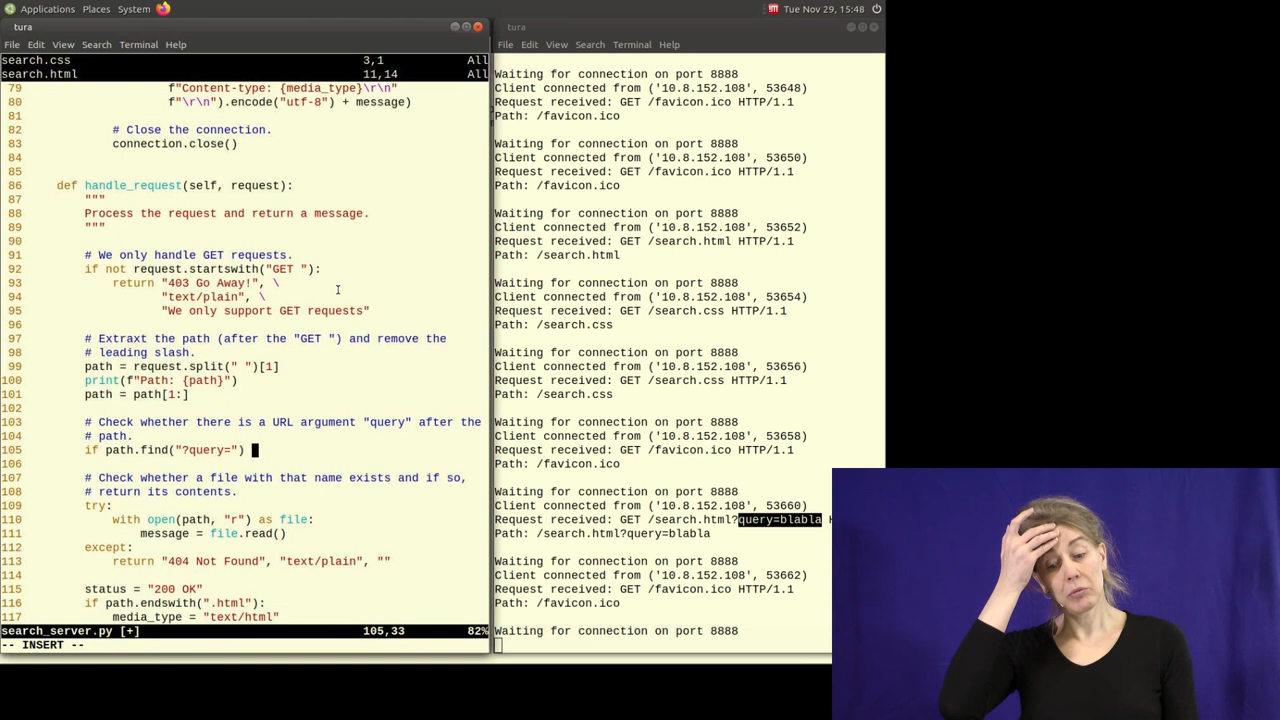 Applications Places System
Tue Nov 29, 15:48
tura
File Edit View Search Terminal Help
search.css 3,1 All
search.html 11,14 All
79 f"Content-type: {media_type}\r\n"
80 f"\r\n").encode("utf-8") + message)
81
82 # Close the connection.
83 connection.close()
84
85
86 def handle_request(self, request):
87 """
88 Process the request and return a message.
89 """
90
91 # We only handle GET requests.
92 if not request.startswith("GET "):
93 return "403 Go Away!", \
94 "text/plain", \
95 "We only support GET requests"
96
97 # Extraxt the path (after the "GET ") and remove the
98 # leading slash.
99 path = request.split(" ")[1]
100 print(f"Path: {path}")
101 path = path[1:]
102
103 # Check whether there is a URL argument "query" after the
104 # path.
105 if path.find("?query=")
106
107 # Check whether a file with that name exists and if so,
108 # return its contents.
109 try:
110 with open(path, "r") as file:
111 message = file.read()
112 except:
113 return "404 Not Found", "text/plain", ""
114
115 status = "200 OK"
116 if path.endswith(".html"):
117 media_type = "text/html"
search_server.py [+] 105,33 82%
-- INSERT --
tura
File Edit View Search Terminal Help
Waiting for connection on port 8888
Client connected from ('10.8.152.108', 53648)
Request received: GET /favicon.ico HTTP/1.1
Path: /favicon.ico
Waiting for connection on port 8888
Client connected from ('10.8.152.108', 53650)
Request received: GET /favicon.ico HTTP/1.1
Path: /favicon.ico
Waiting for connection on port 8888
Client connected from ('10.8.152.108', 53652)
Request received: GET /search.html HTTP/1.1
Path: /search.html
Waiting for connection on port 8888
Client connected from ('10.8.152.108', 53654)
Request received: GET /search.css HTTP/1.1
Path: /search.css
Waiting for connection on port 8888
Client connected from ('10.8.152.108', 53656)
Request received: GET /search.css HTTP/1.1
Path: /search.css
Waiting for connection on port 8888
Client connected from ('10.8.152.108', 53658)
Request received: GET /favicon.ico HTTP/1.1
Path: /favicon.ico
Waiting for connection on port 8888
Client connected from ('10.8.152.108', 53660)
Request received: GET /search.html?query=blabla H
Path: /search.html?query=blabla
Waiting for connection on port 8888
Client connected from ('10.8.152.108', 53662)
Request received: GET /favicon.ico HTTP/1.1
Path: /favicon.ico
Waiting for connection on port 8888